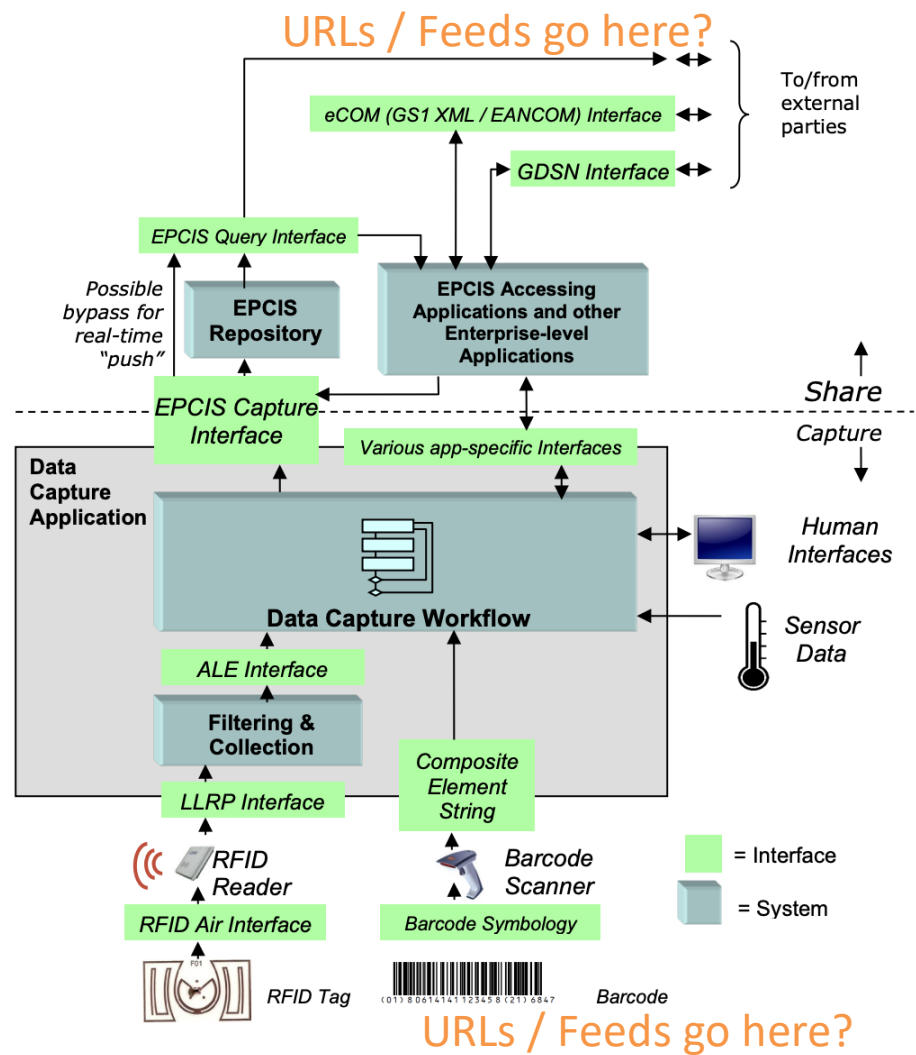 URLs / Feeds go here?
To/from
external
parties
eCOM (GS1 XML / EANCOM) Interface
GDSN Interface
EPCIS Query Interface
Possible
bypass for
real-time
“push”
EPCIS
Repository
EPCIS Accessing
Applications and other
Enterprise-level
Applications
Share
EPCIS Capture
Interface
Capture
Various app-specific Interfaces
Data
Capture
Application
Human
Interfaces
Data Capture Workflow
Sensor
Data
ALE Interface
Filtering &
Collection
Composite
Element
String
LLRP Interface
RFID
Reader
Barcode
Scanner
= Interface
RFID Air Interface
Barcode Symbology
= System
F01
RFID Tag
(01) 80614141123458 (21) 6847
Barcode
URLs / Feeds go here?